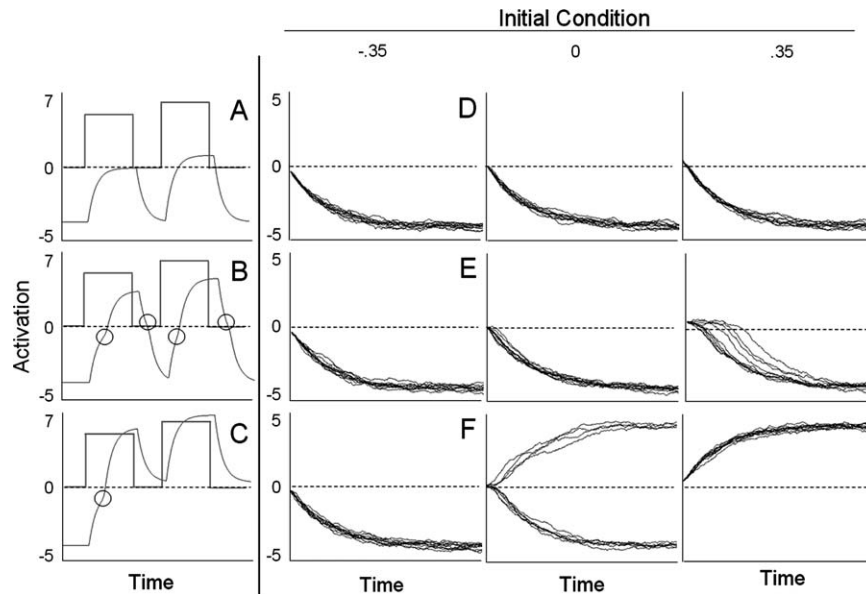 Initial Condition
-.35 0 .35
7 A 5 D
0 0
-5 -5
7 B 5 E
0 0
-5 -5
7 C 5 F
0 0
-5 -5
Activation
Time Time Time Time